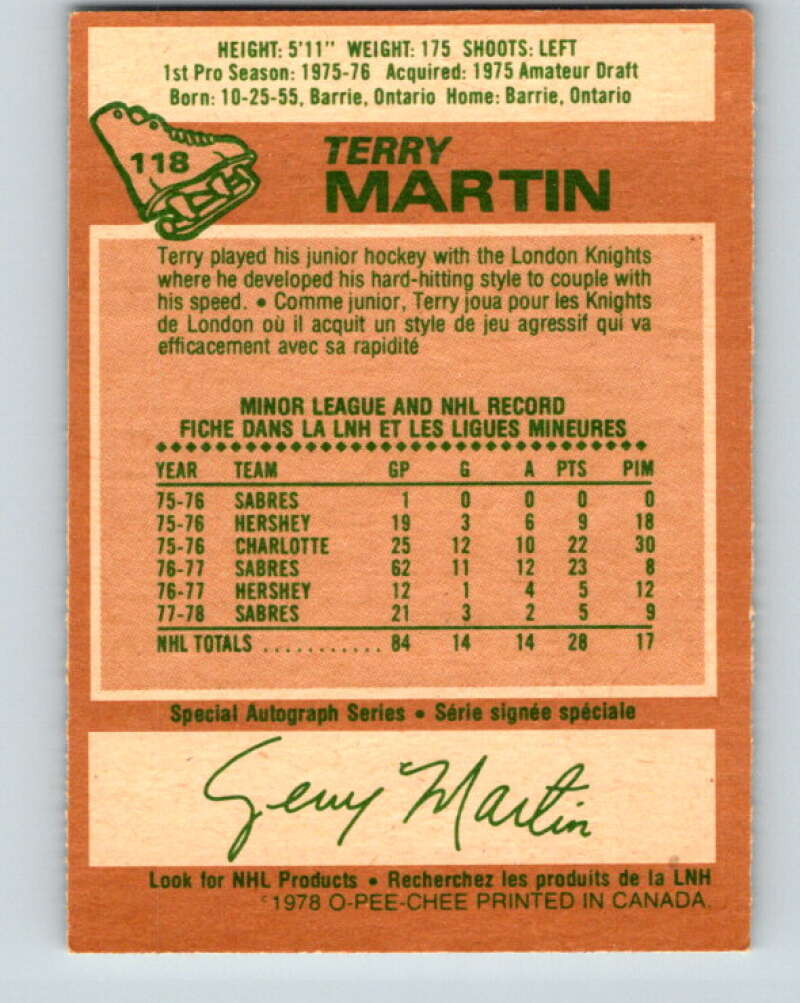 HEIGHT: 5'11" WEIGHT: 175 SHOOTS: LEFT
1st Pro Season: 1975-76 Acquired: 1975 Amateur Draft
Born: 10-25-55, Barrie, Ontario Home: Barrie, Ontario
118
TERRY
MARTIN
Terry played his junior hockey with the London Knights
where he developed his hard-hitting style to couple with
his speed. • Comme junior, Terry joua pour les Knights
de London où il acquit un style de jeu agressif qui va
efficacement avec sa rapidité
MINOR LEAGUE AND NHL RECORD
FICHE DANS LA LNH ET LES LIGUES MINEURES
YEAR TEAM GP G A PTS PIM
75-76 SABRES 1 0 0 0 0
75-76 HERSHEY 19 3 6 9 18
75-76 CHARLOTTE 25 12 10 22 30
76-77 SABRES 62 11 12 23 8
76-77 HERSHEY 12 1 4 5 12
77-78 SABRES 21 3 2 5 9
NHL TOTALS ........... 84 14 14 28 17
Special Autograph Series • Série signée spéciale
Terry Martin
Look for NHL Products • Recherchez les produits de la LNH
©1978 O-PEE-CHEE PRINTED IN CANADA.